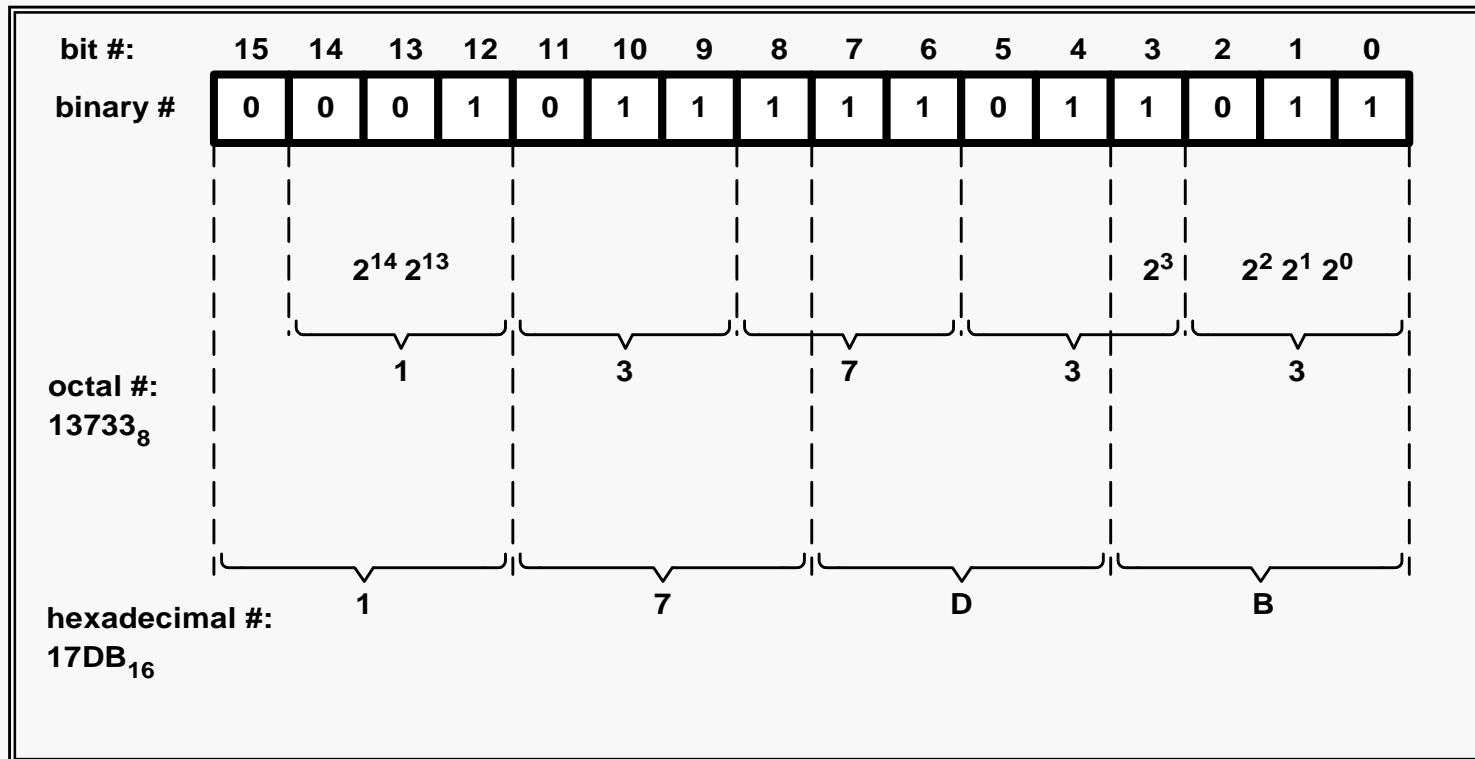 bit #: 15 14 13 12 11 10 9 8 7 6 5 4 3 2 1 0
binary # 0 0 0 1 0 1 1 1 1 1 0 1 1 0 1 1
2¹⁴ 2¹³ 2³ 2² 2¹ 2⁰
1 3 7 3 3
octal #:
13733₈
1 7 D B
hexadecimal #:
17DB₁₆